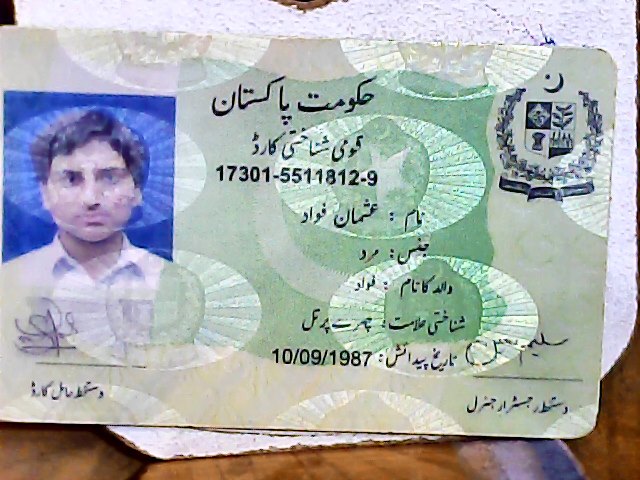 حکومت پاکستان
قومی شناختی کارڈ
17301-5511812-9
نام : عثمان فواد
جنس : مرد
والد کا نام : فواد
شناختی علامت : چہرے پر تل
تاریخ پیدائش : 10/09/1987
دستخط حامل کارڈ
دستخط رجسٹرار جنرل